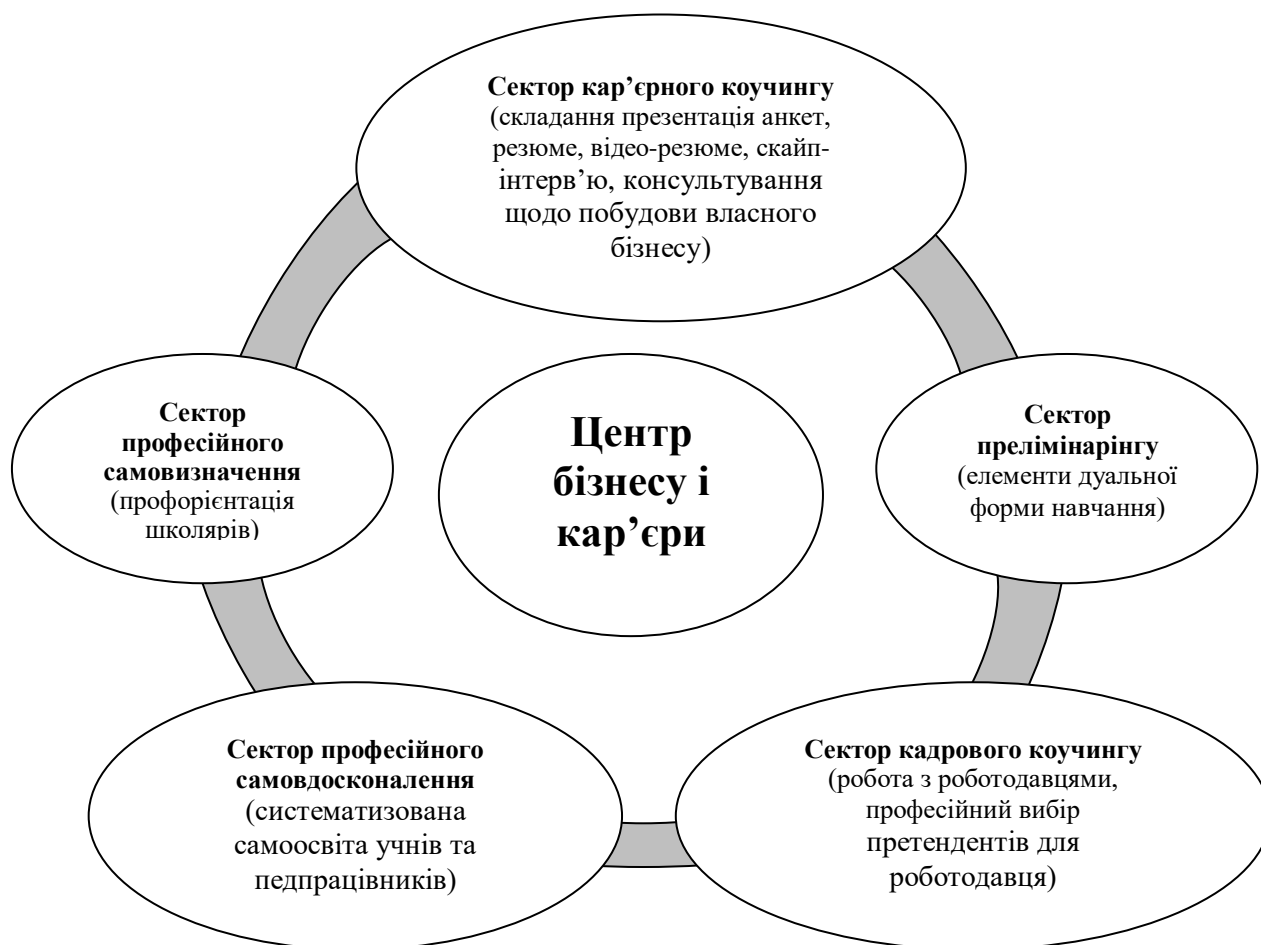 Сектор кар’єрного коучингу
(складання презентація анкет,
резюме, відео-резюме, скайп-
інтерв’ю, консультування
щодо побудови власного
бізнесу)
Сектор
професійного
самовизначення
(профорієнтація
школярів)
Центр
бізнесу і
кар’єри
Сектор
прелімінарінгу
(елементи дуальної
форми навчання)
Сектор професійного
самовдосконалення
(систематизована
самоосвіта учнів та
педпрацівників)
Сектор кадрового коучингу
(робота з роботодавцями,
професійний вибір
претендентів для
роботодавця)